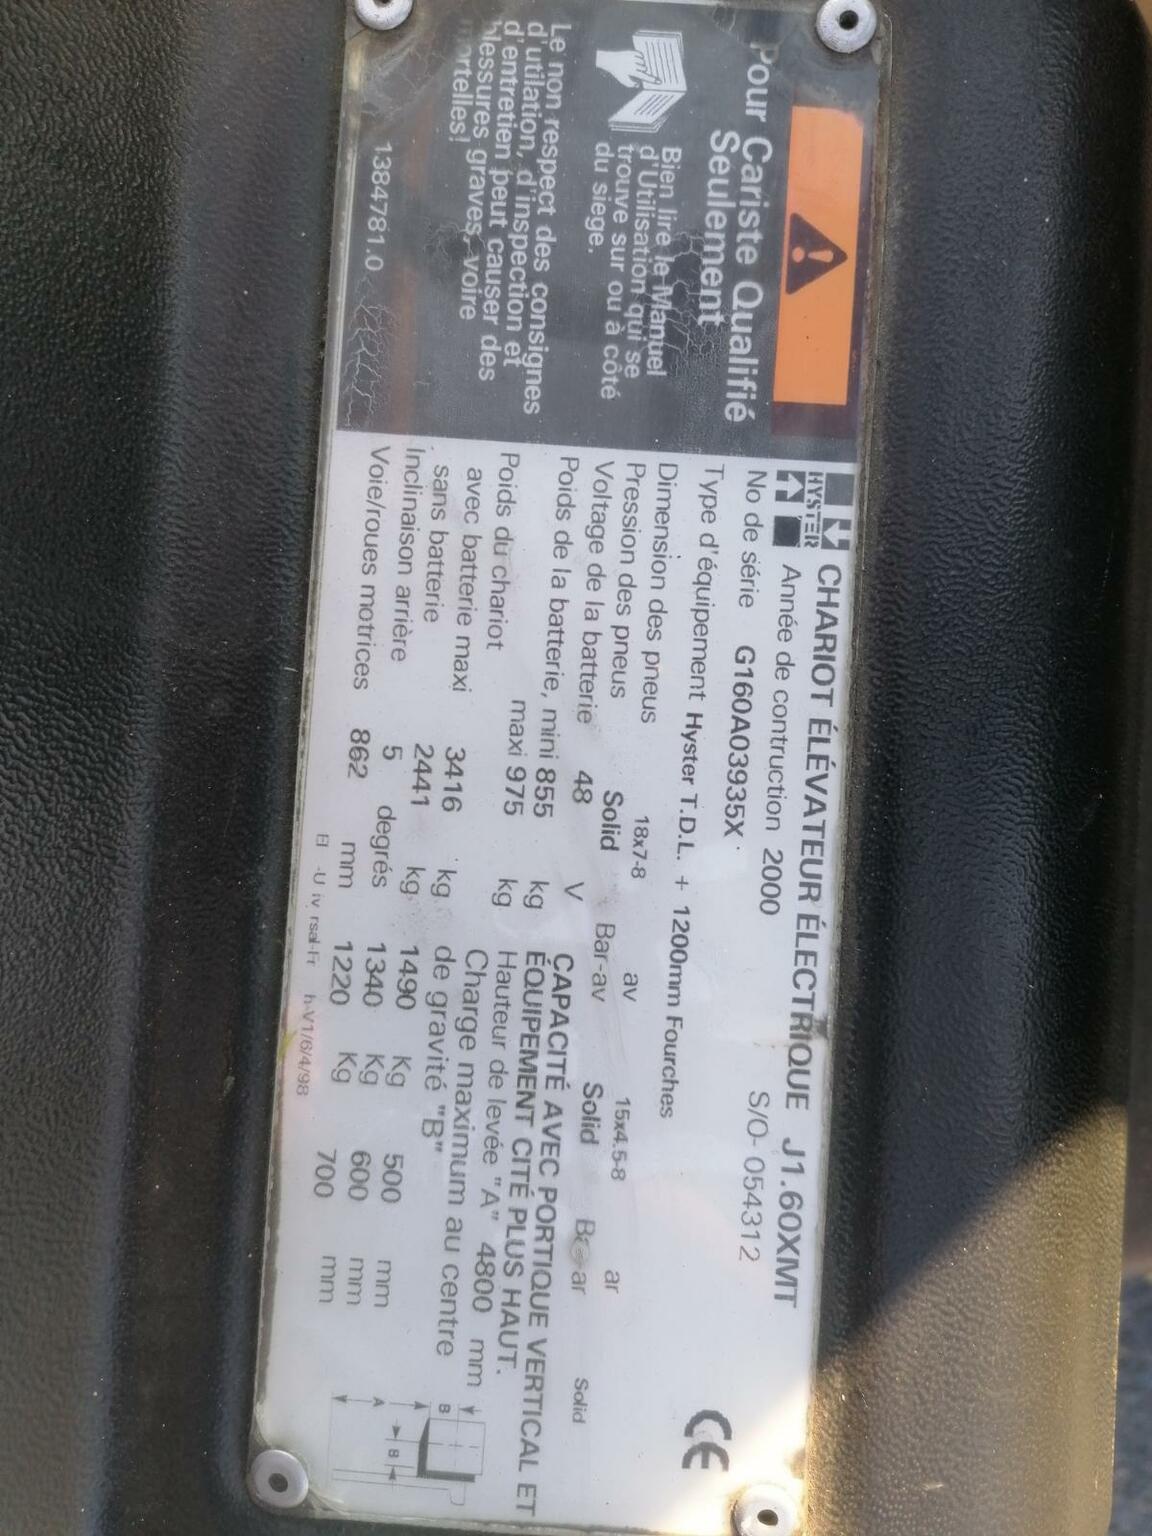 Pour Cariste Qualifié
Seulement
Bien lire le Manuel
d'Utilisation qui se
trouve sur ou à côté
du siege.
Le non respect des consignes
d'utilation, d'inspection et
d'entretien peut causer des
blessures graves, voire
mortelles!
1384781.0
HYSTER
CHARIOT ÉLÉVATEUR ÉLECTRIQUE J1.60XMT
Année de contruction 2000
No de série G160A03935X S/O- 054312
Type d'équipement Hyster T.D.L. + 1200mm Fourches
Dimension des pneus 18x7-8 av 15x4.5-8 ar
Pression des pneus Solid Bar-av Solid ar Solid
Voltage de la batterie 48 V
Poids de la batterie, mini 855 kg
maxi 975 kg
Poids du chariot
avec batterie maxi 3416 kg
sans batterie 2441 kg
Inclinaison arrière 5 degrés
Voie/roues motrices 862 mm
CAPACITÉ AVEC PORTIQUE VERTICAL ET
ÉQUIPEMENT CITÉ PLUS HAUT.
Hauteur de levée "A" 4800 mm
Charge maximum au centre
de gravité "B"
1490 Kg 500 mm
1340 Kg 600 mm
1220 Kg 700 mm
h-V1/6/4/98
CE
B
A
B